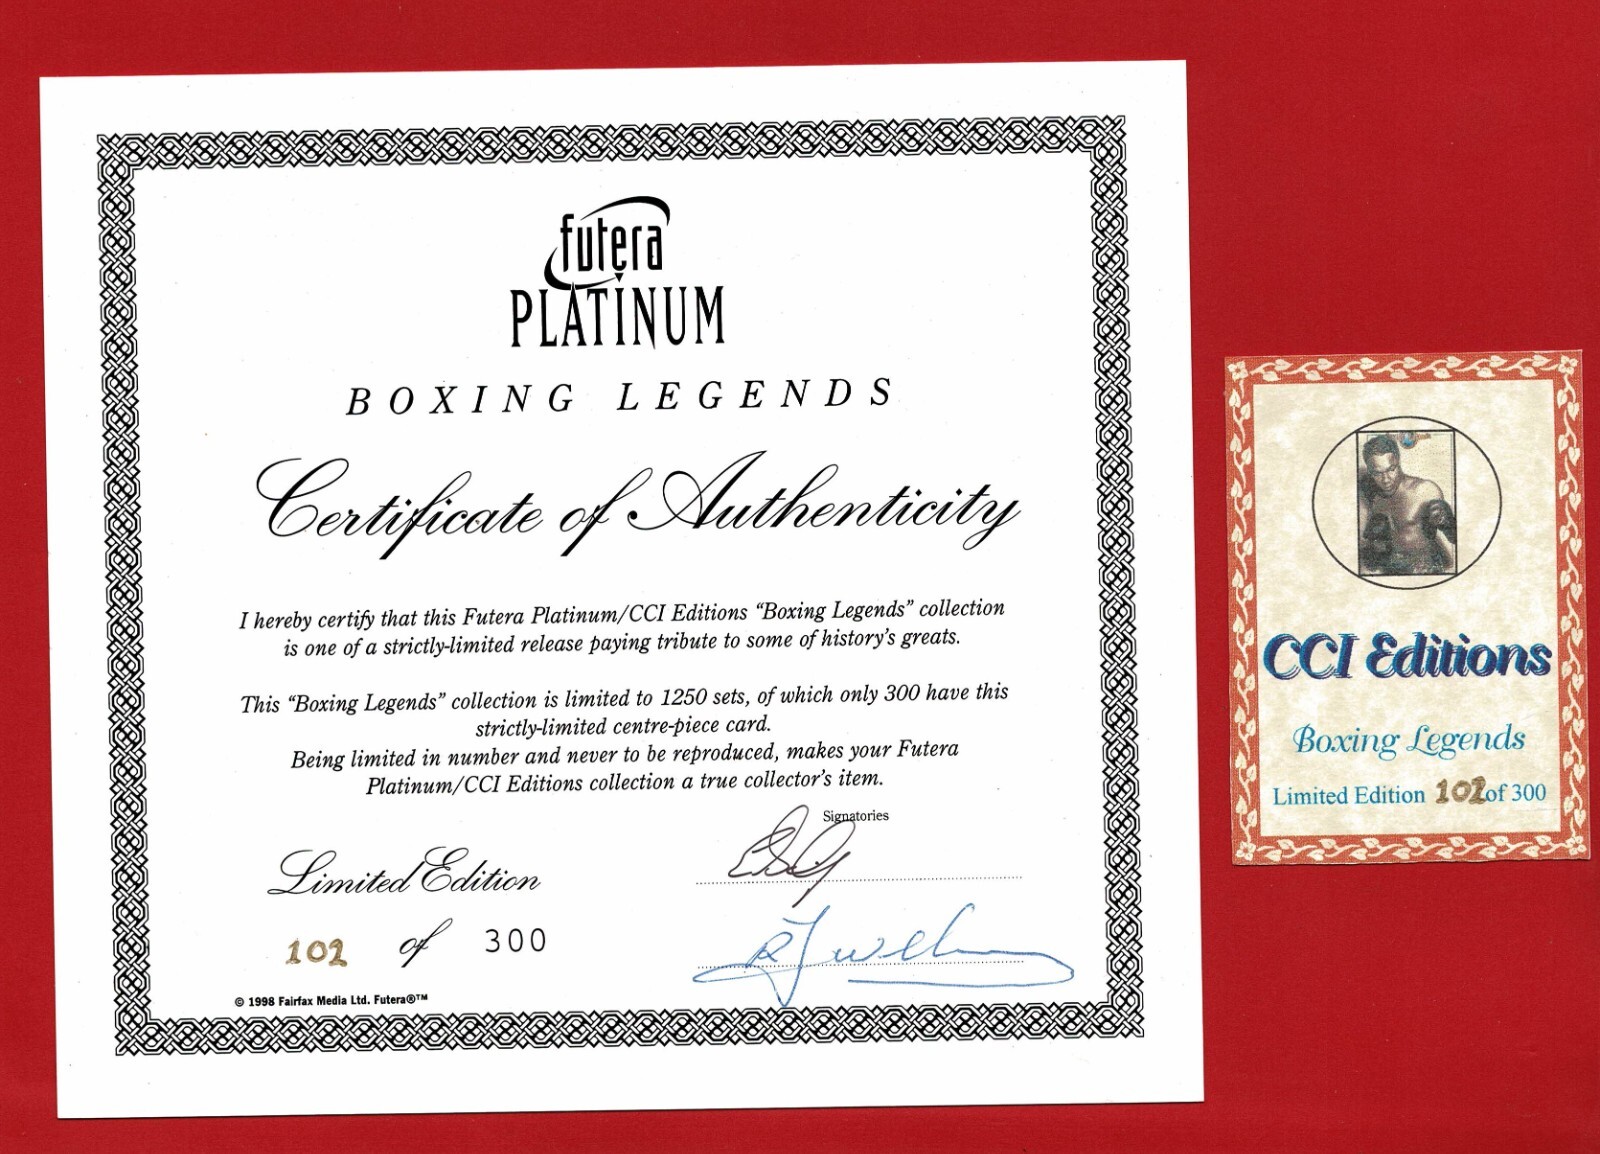 futera
PLATINUM
BOXING LEGENDS
Certificate of Authenticity
I hereby certify that this Futera Platinum/CCI Editions “Boxing Legends” collection
is one of a strictly-limited release paying tribute to some of history’s greats.
This “Boxing Legends” collection is limited to 1250 sets, of which only 300 have this
strictly-limited centre-piece card.
Being limited in number and never to be reproduced, makes your Futera
Platinum/CCI Editions collection a true collector’s item.
Signatories
Limited Edition
102 of 300
© 1998 Fairfax Media Ltd. Futera®™
CCI Editions
Boxing Legends
Limited Edition 102 of 300